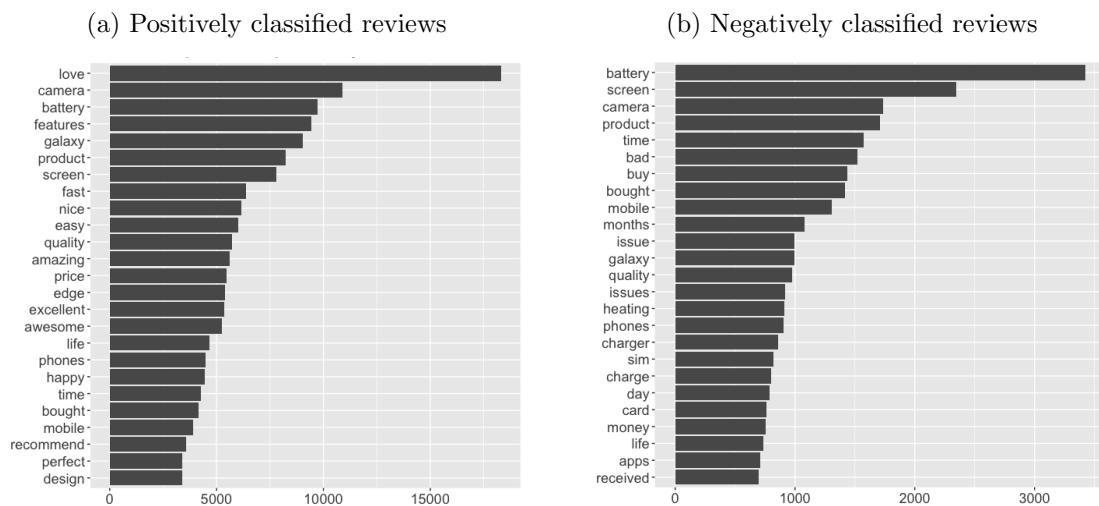 (a) Positively classified reviews
love
camera
battery
features
galaxy
product
screen
fast
nice
easy
quality
amazing
price
edge
excellent
awesome
life
phones
happy
time
bought
mobile
recommend
perfect
design
0 5000 10000 15000
(b) Negatively classified reviews
battery
screen
camera
product
time
bad
buy
bought
mobile
months
issue
galaxy
quality
issues
heating
phones
charger
sim
charge
day
card
money
life
apps
received
0 1000 2000 3000